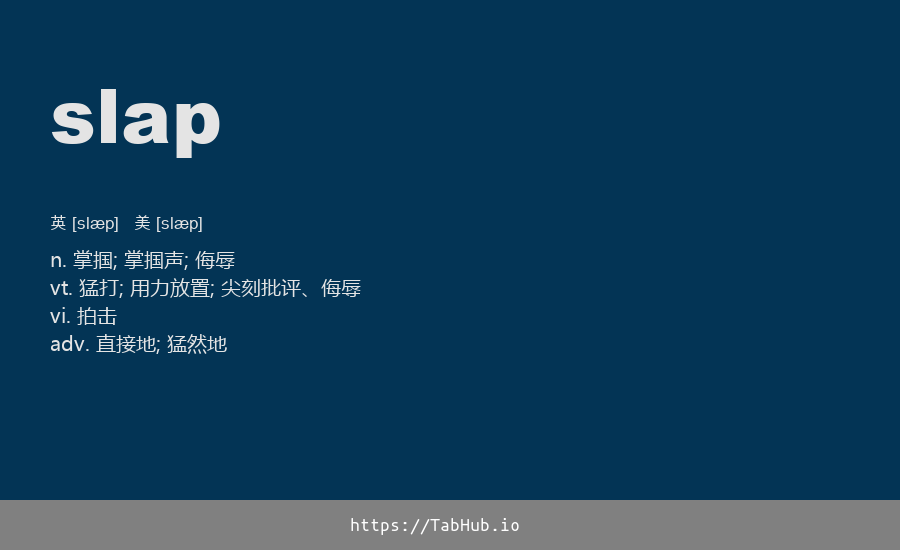 slap
英 [slæp] 美 [slæp]
n. 掌掴; 掌掴声; 侮辱
vt. 猛打; 用力放置; 尖刻批评、侮辱
vi. 拍击
adv. 直接地; 猛然地
https://TabHub.io